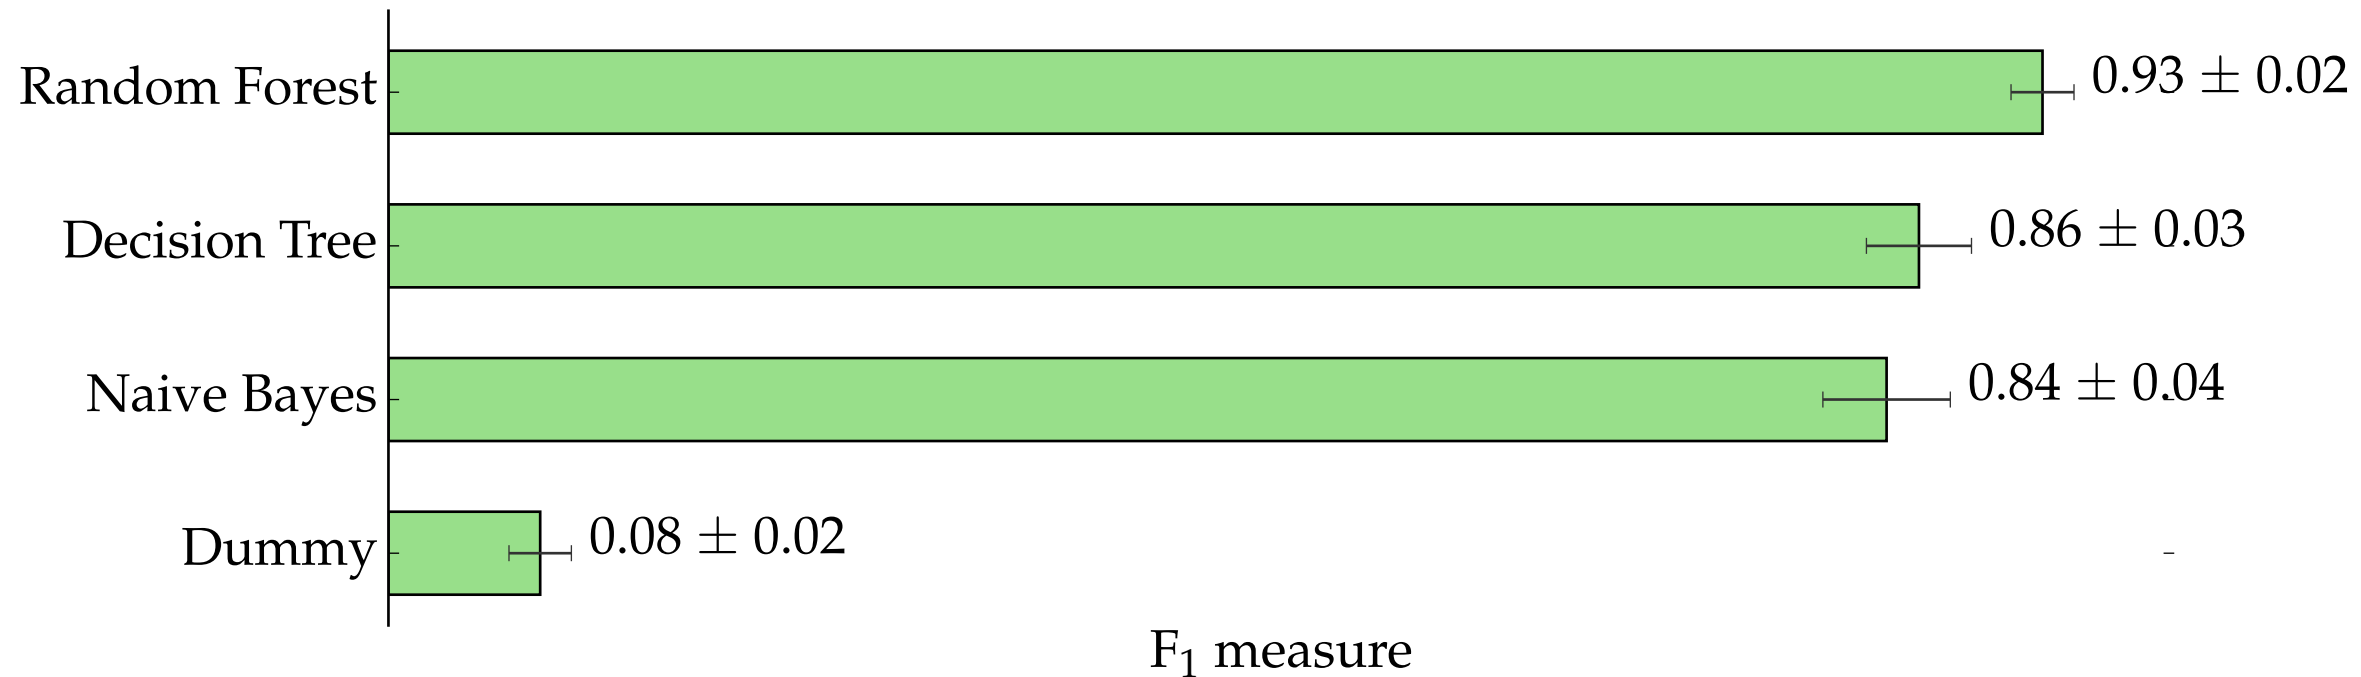 Random Forest 0.93 ± 0.02
Decision Tree 0.86 ± 0.03
Naive Bayes 0.84 ± 0.04
Dummy 0.08 ± 0.02
F₁ measure